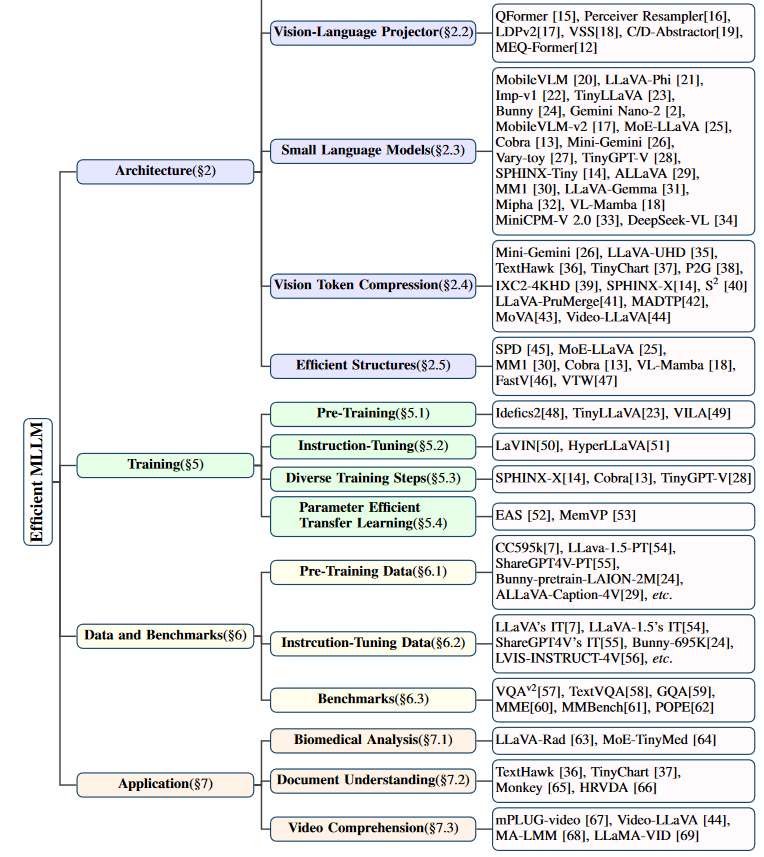 Efficient MLLM
Architecture(§2)
Vision-Language Projector(§2.2)
QFormer [15], Perceiver Resampler[16],
LDPv2[17], VSS[18], C/D-Abstractor[19],
MEQ-Former[12]
Small Language Models(§2.3)
MobileVLM [20], LLaVA-Phi [21],
Imp-v1 [22], TinyLLaVA [23],
Bunny [24], Gemini Nano-2 [2],
MobileVLM-v2 [17], MoE-LLaVA [25],
Cobra [13], Mini-Gemini [26],
Vary-toy [27], TinyGPT-V [28],
SPHINX-Tiny [14], ALLaVA [29],
MM1 [30], LLaVA-Gemma [31],
Mipha [32], VL-Mamba [18]
MiniCPM-V 2.0 [33], DeepSeek-VL [34]
Vision Token Compression(§2.4)
Mini-Gemini [26], LLaVA-UHD [35],
TextHawk [36], TinyChart [37], P2G [38],
IXC2-4KHD [39], SPHINX-X[14], S² [40]
LLaVA-PruMerge[41], MADTP[42],
MoVA[43], Video-LLaVA[44]
Efficient Structures(§2.5)
SPD [45], MoE-LLaVA [25],
MM1 [30], Cobra [13], VL-Mamba [18],
FastV[46], VTW[47]
Training(§5)
Pre-Training(§5.1)
Idefics2[48], TinyLLaVA[23], VILA[49]
Instruction-Tuning(§5.2)
LaVIN[50], HyperLLaVA[51]
Diverse Training Steps(§5.3)
SPHINX-X[14], Cobra[13], TinyGPT-V[28]
Parameter Efficient
Transfer Learning(§5.4)
EAS [52], MemVP [53]
Data and Benchmarks(§6)
Pre-Training Data(§6.1)
CC595k[7], LLava-1.5-PT[54],
ShareGPT4V-PT[55],
Bunny-pretrain-LAION-2M[24],
ALLaVA-Caption-4V[29], etc.
Instrcution-Tuning Data(§6.2)
LLaVA's IT[7], LLaVA-1.5's IT[54],
ShareGPT4V's IT[55], Bunny-695K[24],
LVIS-INSTRUCT-4V[56], etc.
Benchmarks(§6.3)
VQAᵛ²[57], TextVQA[58], GQA[59],
MME[60], MMBench[61], POPE[62]
Application(§7)
Biomedical Analysis(§7.1)
LLaVA-Rad [63], MoE-TinyMed [64]
Document Understanding(§7.2)
TextHawk [36], TinyChart [37],
Monkey [65], HRVDA [66]
Video Comprehension(§7.3)
mPLUG-video [67], Video-LLaVA [44],
MA-LMM [68], LLaMA-VID [69]